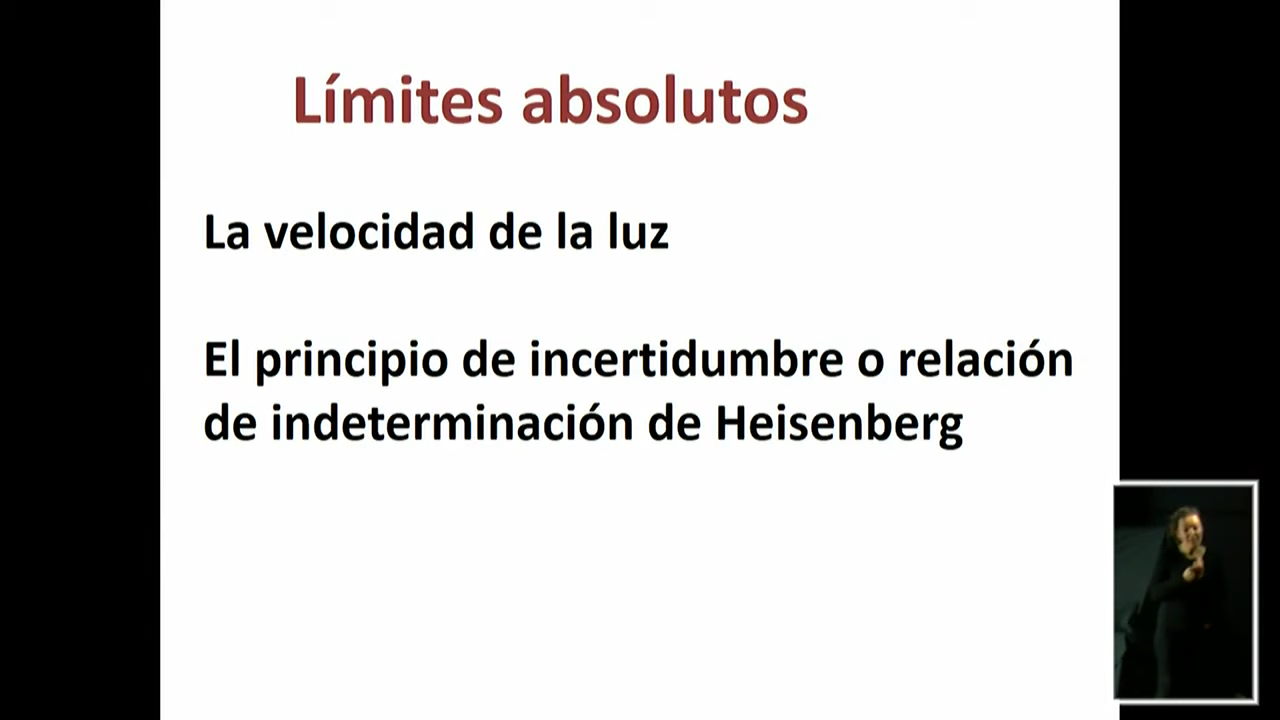 Límites absolutos
La velocidad de la luz
El principio de incertidumbre o relación
de indeterminación de Heisenberg